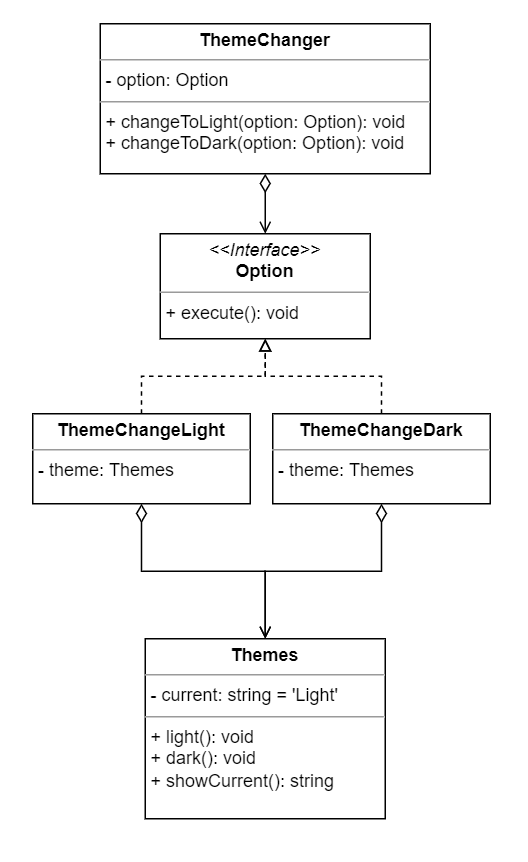 ThemeChanger
- option: Option
+ changeToLight(option: Option): void
+ changeToDark(option: Option): void
<<Interface>>
Option
+ execute(): void
ThemeChangeLight
- theme: Themes
ThemeChangeDark
- theme: Themes
Themes
- current: string = 'Light'
+ light(): void
+ dark(): void
+ showCurrent(): string